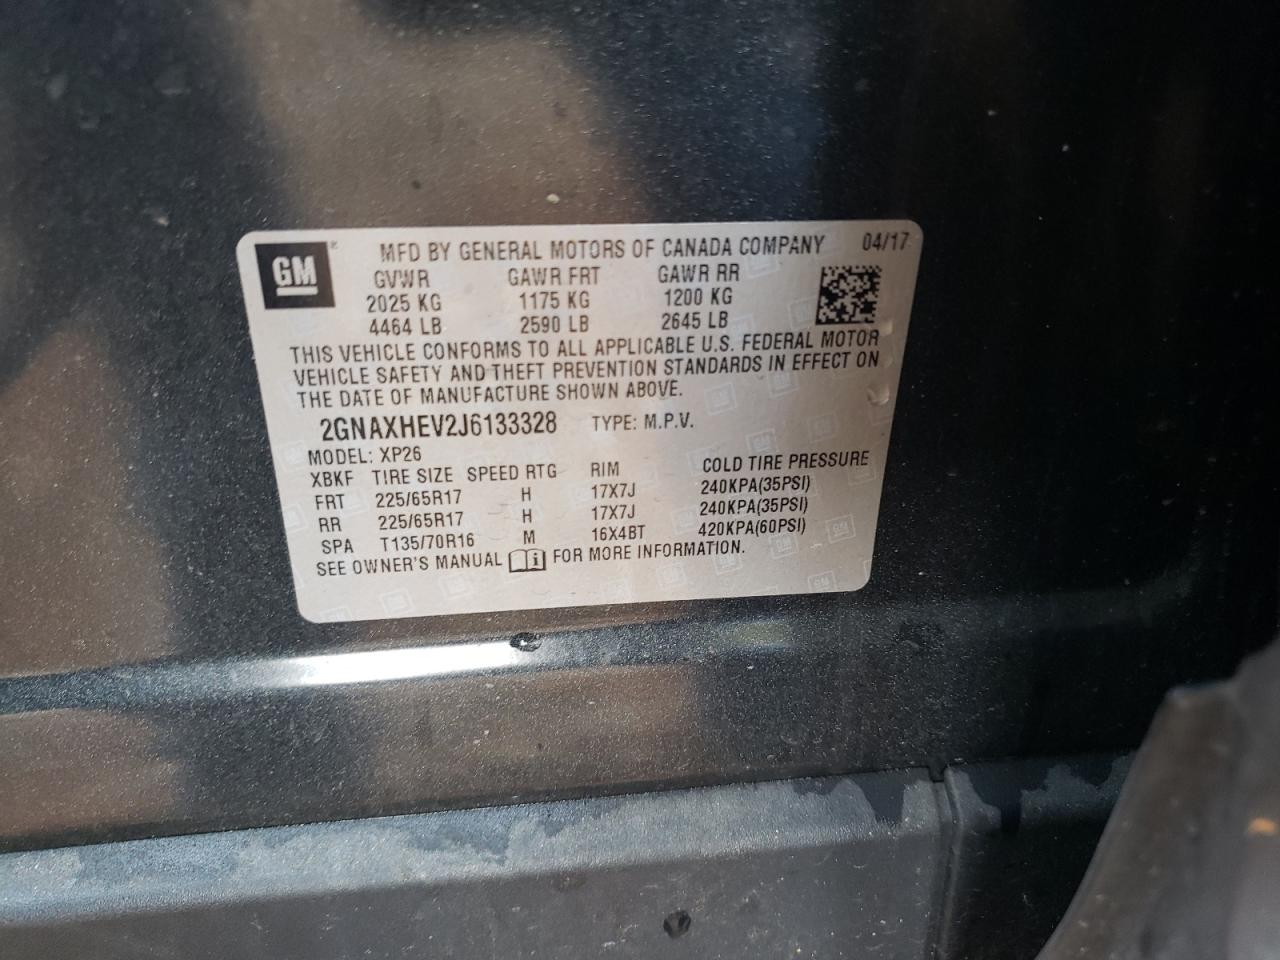 GM
MFD BY GENERAL MOTORS OF CANADA COMPANY 04/17
GVWR GAWR FRT GAWR RR
2025 KG 1175 KG 1200 KG
4464 LB 2590 LB 2645 LB
THIS VEHICLE CONFORMS TO ALL APPLICABLE U.S. FEDERAL MOTOR
VEHICLE SAFETY AND THEFT PREVENTION STANDARDS IN EFFECT ON
THE DATE OF MANUFACTURE SHOWN ABOVE.
2GNAXHEV2J6133328 TYPE: M.P.V.
MODEL: XP26
XBKF TIRE SIZE SPEED RTG RIM COLD TIRE PRESSURE
FRT 225/65R17 H 17X7J 240KPA(35PSI)
RR 225/65R17 H 17X7J 240KPA(35PSI)
SPA T135/70R16 M 16X4BT 420KPA(60PSI)
SEE OWNER'S MANUAL FOR MORE INFORMATION.